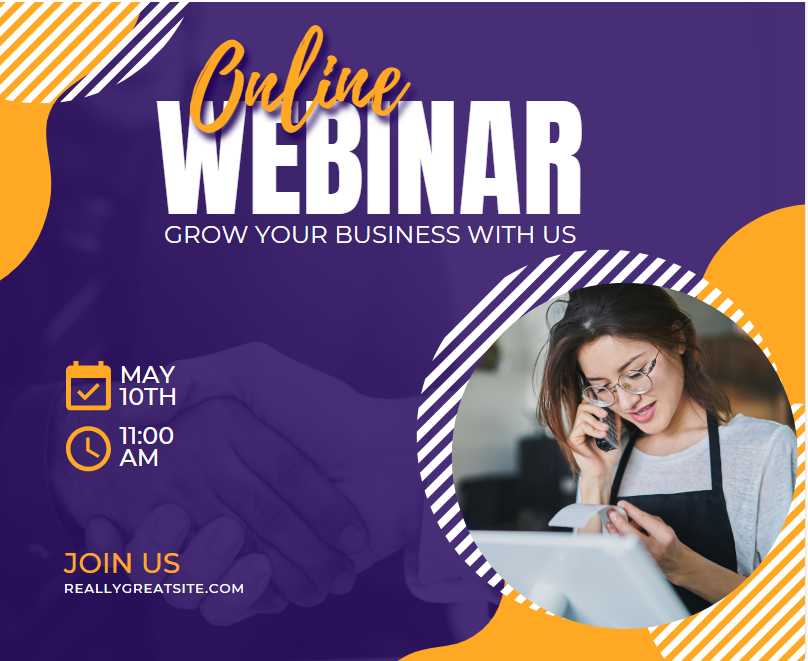 Online
WEBINAR
GROW YOUR BUSINESS WITH US
MAY
10TH
11:00
AM
JOIN US
REALLYGREATSITE.COM